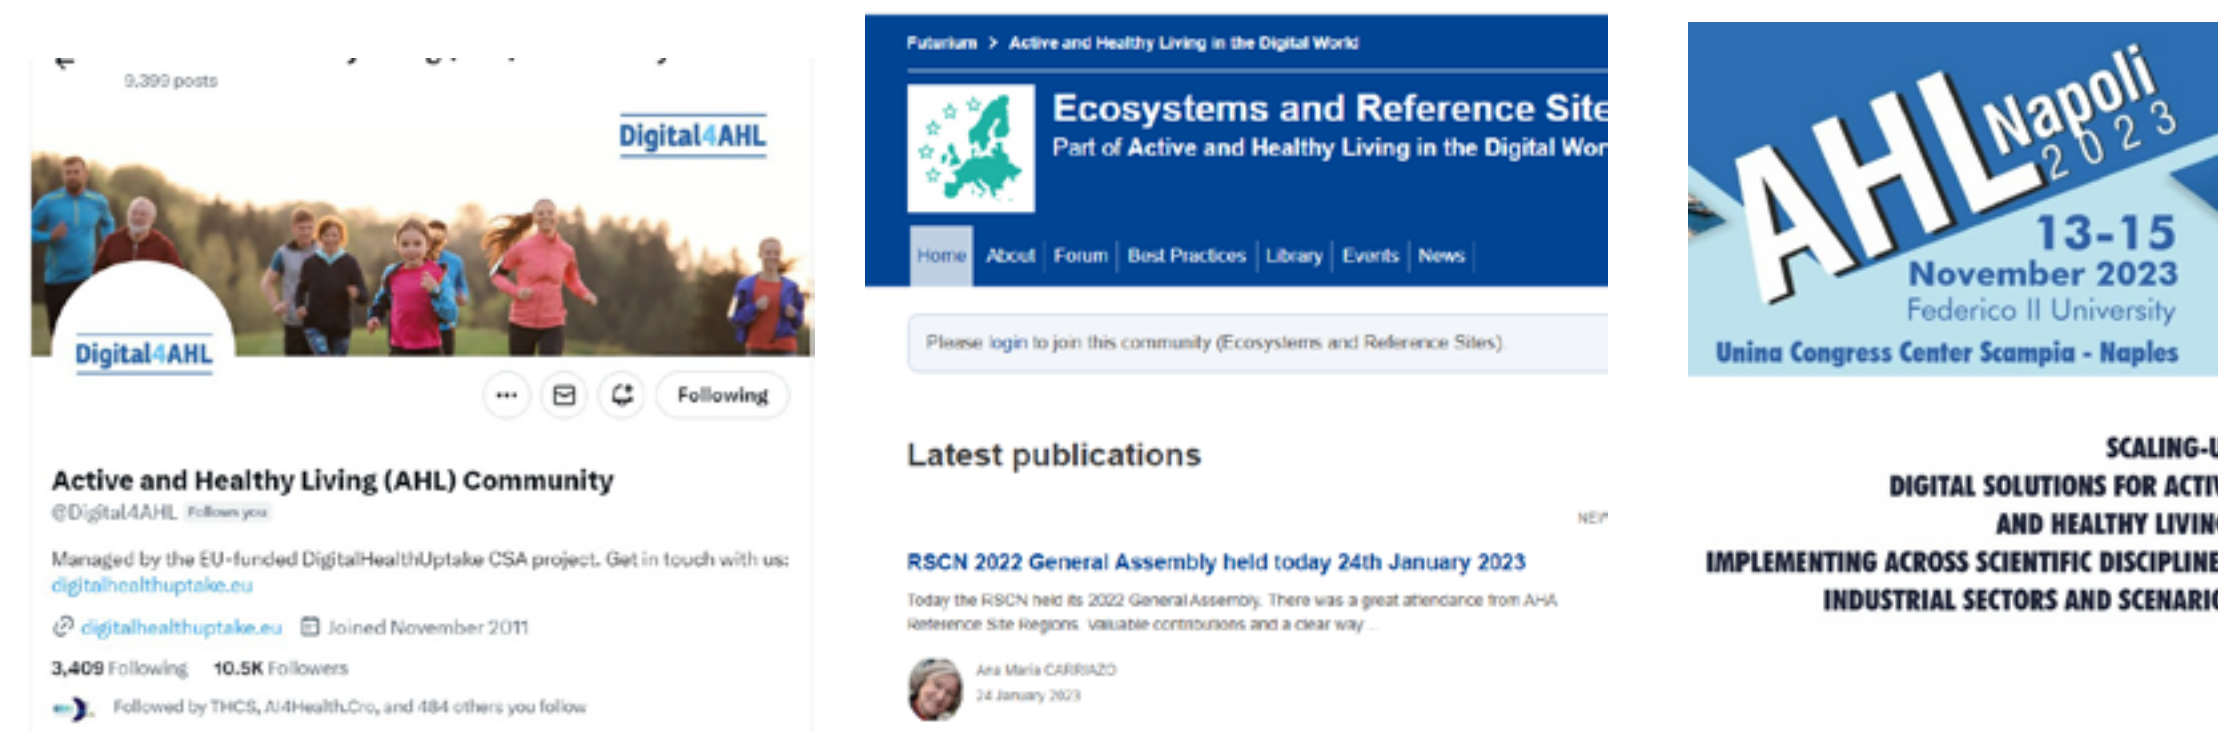 9,399 posts
Digital4AHL
Digital4AHL
Following
Active and Healthy Living (AHL) Community
@Digital4AHL Follows you
Managed by the EU-funded DigitalHealthUptake CSA project. Get in touch with us:
digitalhealthuptake.eu
digitalhealthuptake.eu Joined November 2011
3,409 Following 10.5K Followers
Followed by THCS, AI4Health.Cro, and 484 others you follow
Futurium > Active and Healthy Living in the Digital World
Ecosystems and Reference Site
Part of Active and Healthy Living in the Digital Wor
Home About Forum Best Practices Library Events News
Please login to join this community (Ecosystems and Reference Sites).
Latest publications
NEW
RSCN 2022 General Assembly held today 24th January 2023
Today the RSCN held its 2022 General Assembly. There was a great attendance from AHA
Reference Site Regions. Valuable contributions and a clear way ...
Ana Maria CARRIAZO
24 January 2023
AHL Napoli
2023
13-15
November 2023
Federico II University
Unina Congress Center Scampia - Naples
SCALING-U
DIGITAL SOLUTIONS FOR ACTIV
AND HEALTHY LIVING
IMPLEMENTING ACROSS SCIENTIFIC DISCIPLINE
INDUSTRIAL SECTORS AND SCENARIO